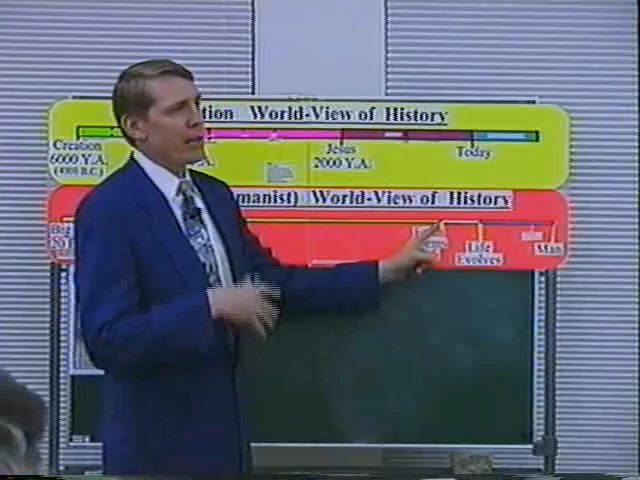 tion World-View of History
Creation
6000 Y.A.
(4000 B.C.)
Jesus
2000 Y.A.
Today
manist) World-View of History
Life
Evolves
Man